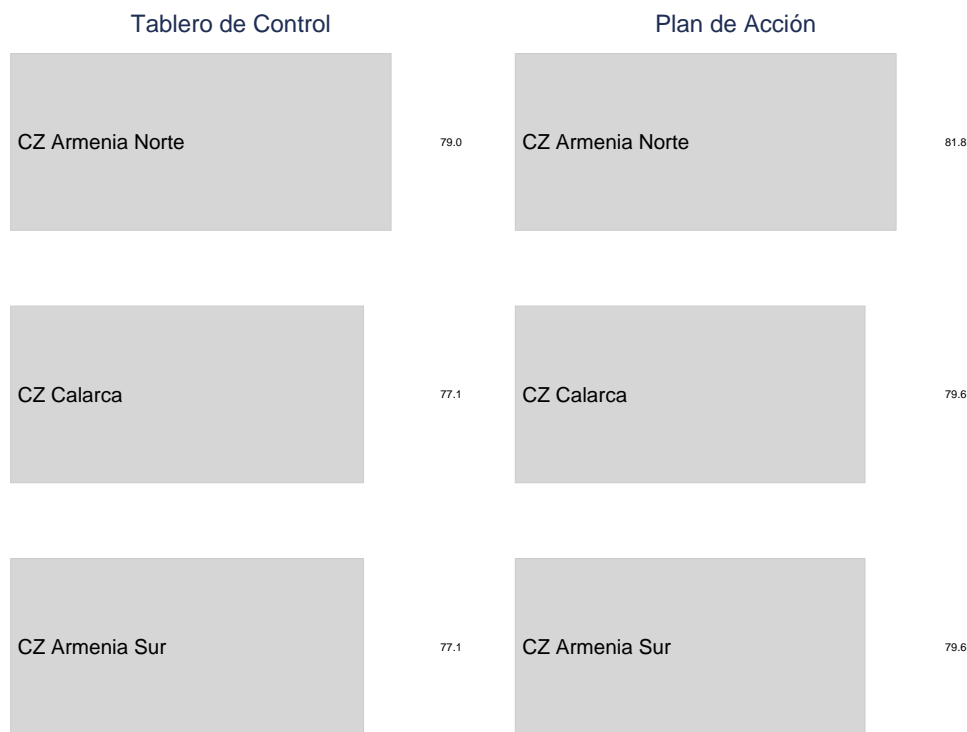 Tablero de Control
CZ Armenia Norte 79.0
CZ Calarca 77.1
CZ Armenia Sur 77.1
Plan de Acción
CZ Armenia Norte 81.8
CZ Calarca 79.6
CZ Armenia Sur 79.6